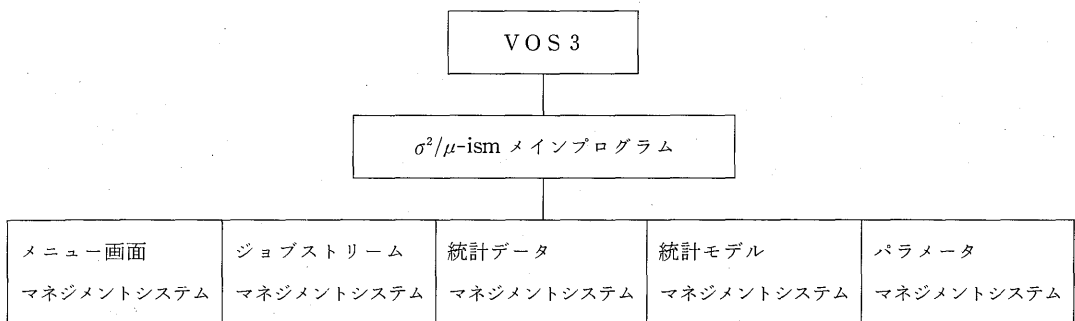 VOS3
σ²/μ-ism メインプログラム
メニュー画面
マネジメントシステム
ジョブストリーム
マネジメントシステム
統計データ
マネジメントシステム
統計モデル
マネジメントシステム
パラメータ
マネジメントシステム